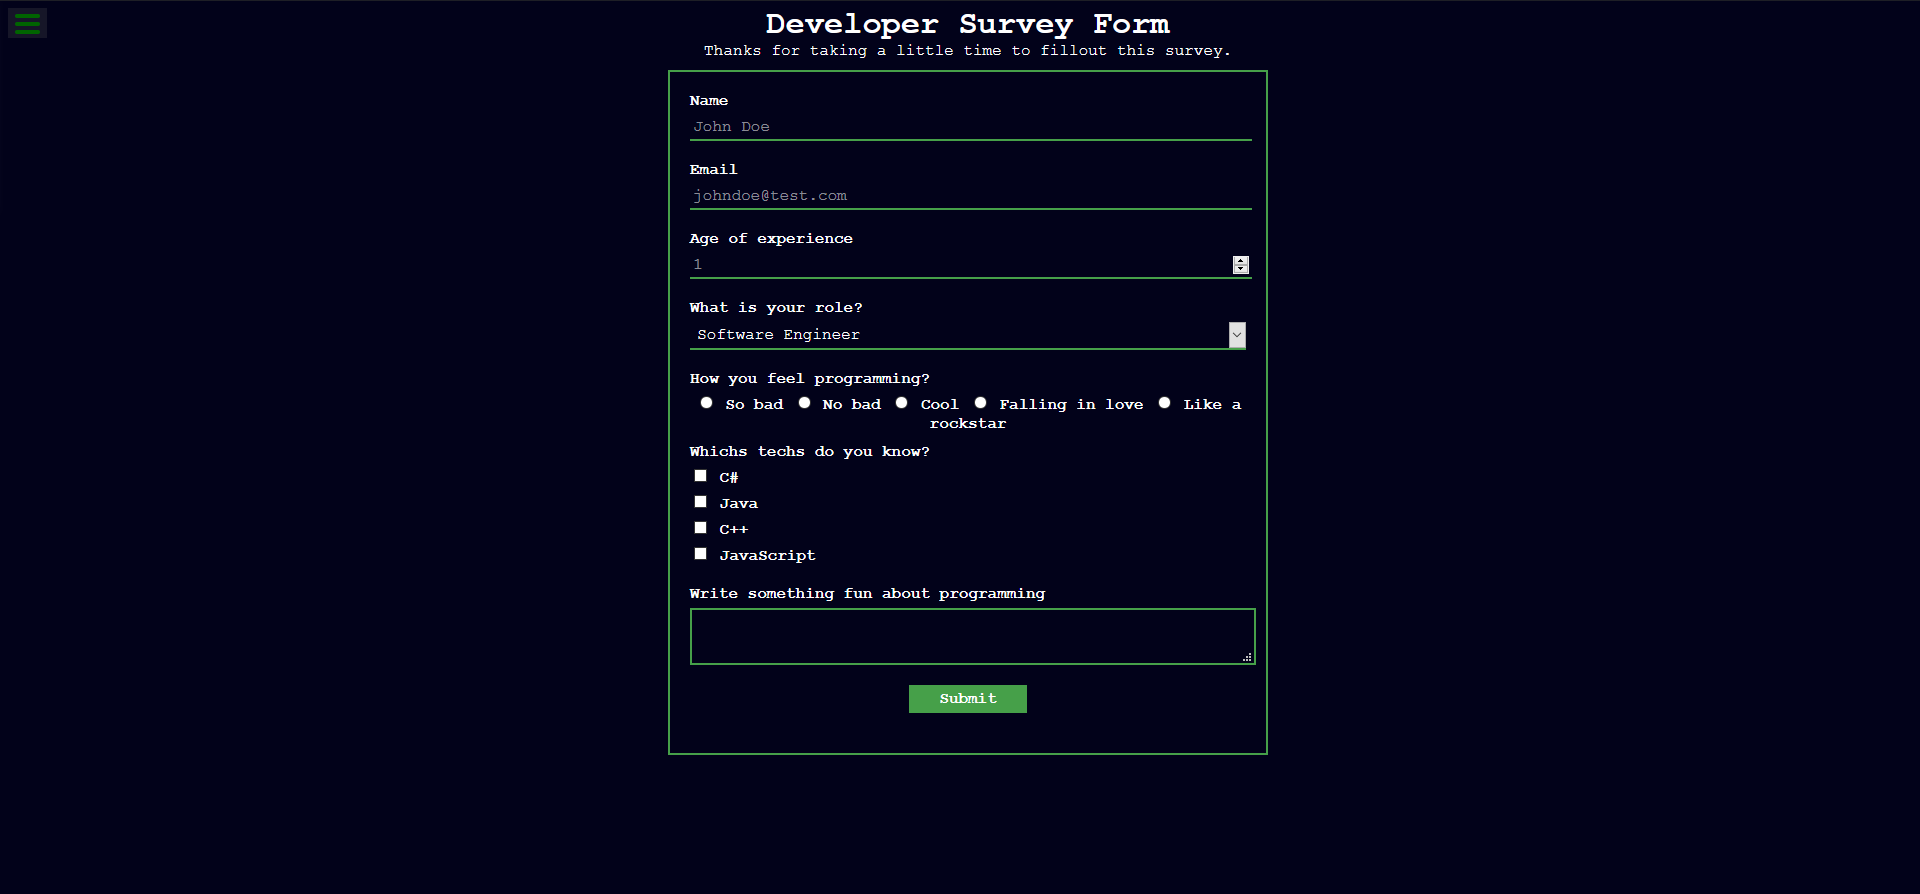 Developer Survey Form
Thanks for taking a little time to fillout this survey.
Name
John Doe
Email
johndoe@test.com
Age of experience
1
What is your role?
Software Engineer
How you feel programming?
So bad No bad Cool Falling in love Like a
rockstar
Whichs techs do you know?
C#
Java
C++
JavaScript
Write something fun about programming
Submit